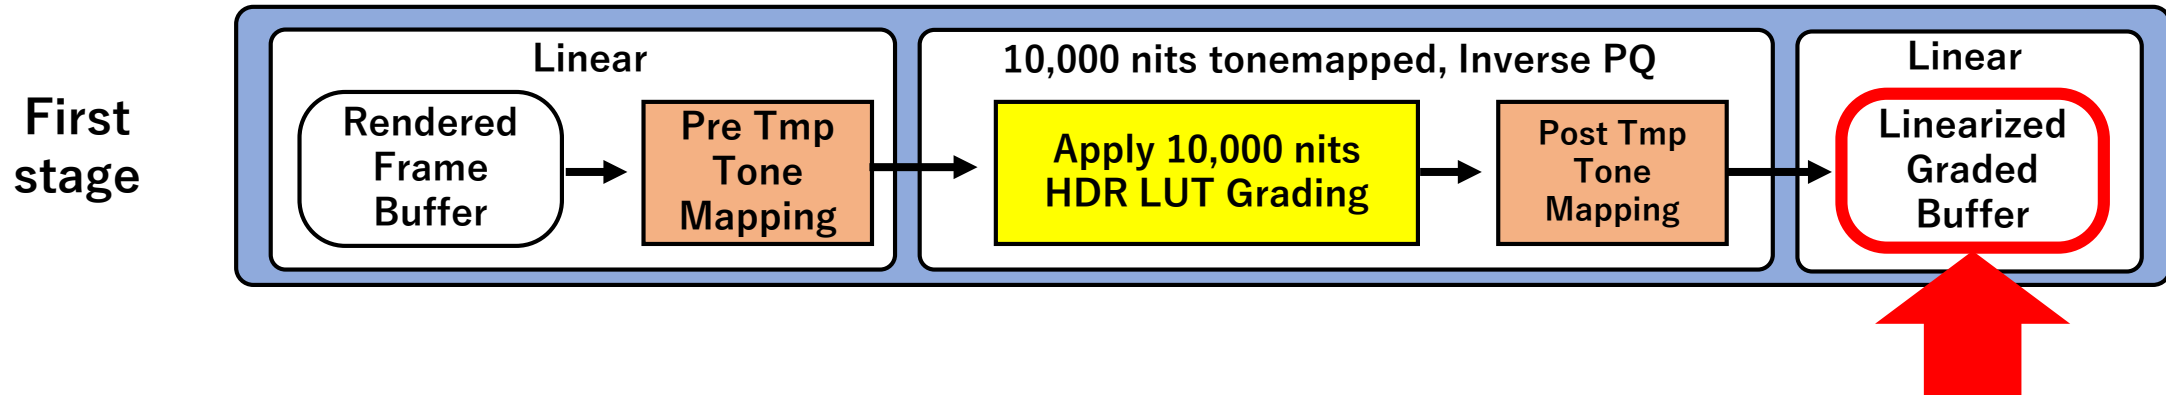 First
stage
Linear
Rendered
Frame
Buffer
Pre Tmp
Tone
Mapping
10,000 nits tonemapped, Inverse PQ
Apply 10,000 nits
HDR LUT Grading
Post Tmp
Tone
Mapping
Linear
Linearized
Graded
Buffer